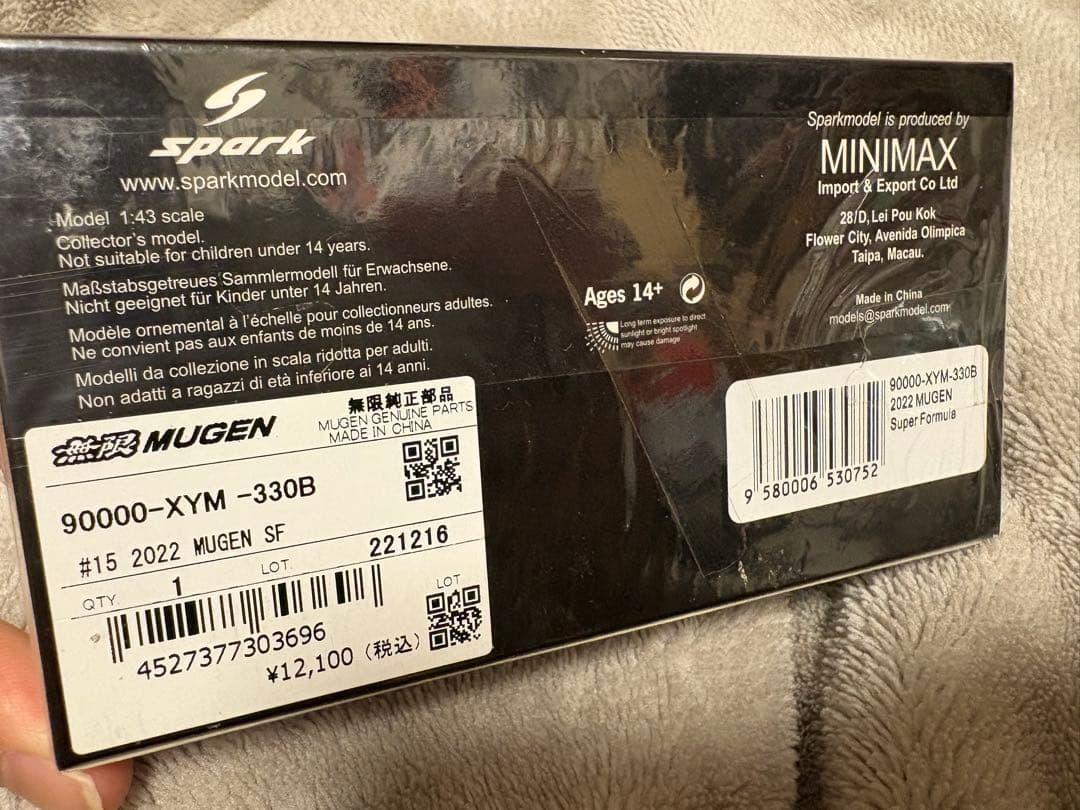 spark
www.sparkmodel.com
Model 1:43 scale
Collector's model.
Not suitable for children under 14 years.
Maßstabsgetreues Sammlermodell für Erwachsene.
Nicht geeignet für Kinder unter 14 Jahren.
Modèle ornemental à l'échelle pour collectionneurs adultes.
Ne convient pas aux enfants de moins de 14 ans.
Modelli da collezione in scala ridotta per adulti.
Non adatti a ragazzi di età inferiore ai 14 anni.
Ages 14+
Long term exposure to direct
sunlight or bright spotlight
may cause damage
Sparkmodel is produced by
MINIMAX
Import & Export Co Ltd
28/D, Lei Pou Kok
Flower City, Avenida Olimpica
Taipa, Macau.
Made in China
models@sparkmodel.com
無限 MUGEN
無限純正部品
MUGEN GENUINE PARTS
MADE IN CHINA
90000-XYM -330B
#15 2022 MUGEN SF
QTY. 1 LOT. 221216
LOT
4527377303696
¥12,100（税込）
90000-XYM-330B
2022 MUGEN
Super Formula
9 580006 530752